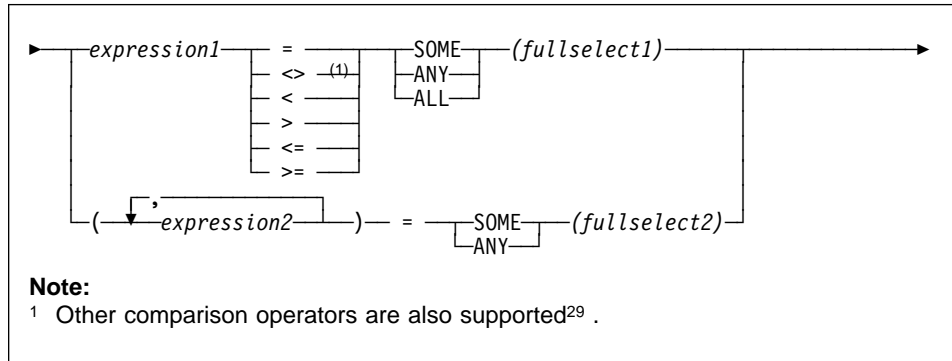 expression1 = SOME (fullselect1)
<> (1) ANY
< ALL
>
<=
>=
,
( expression2 ) = SOME (fullselect2)
ANY
Note:
1 Other comparison operators are also supported29 .